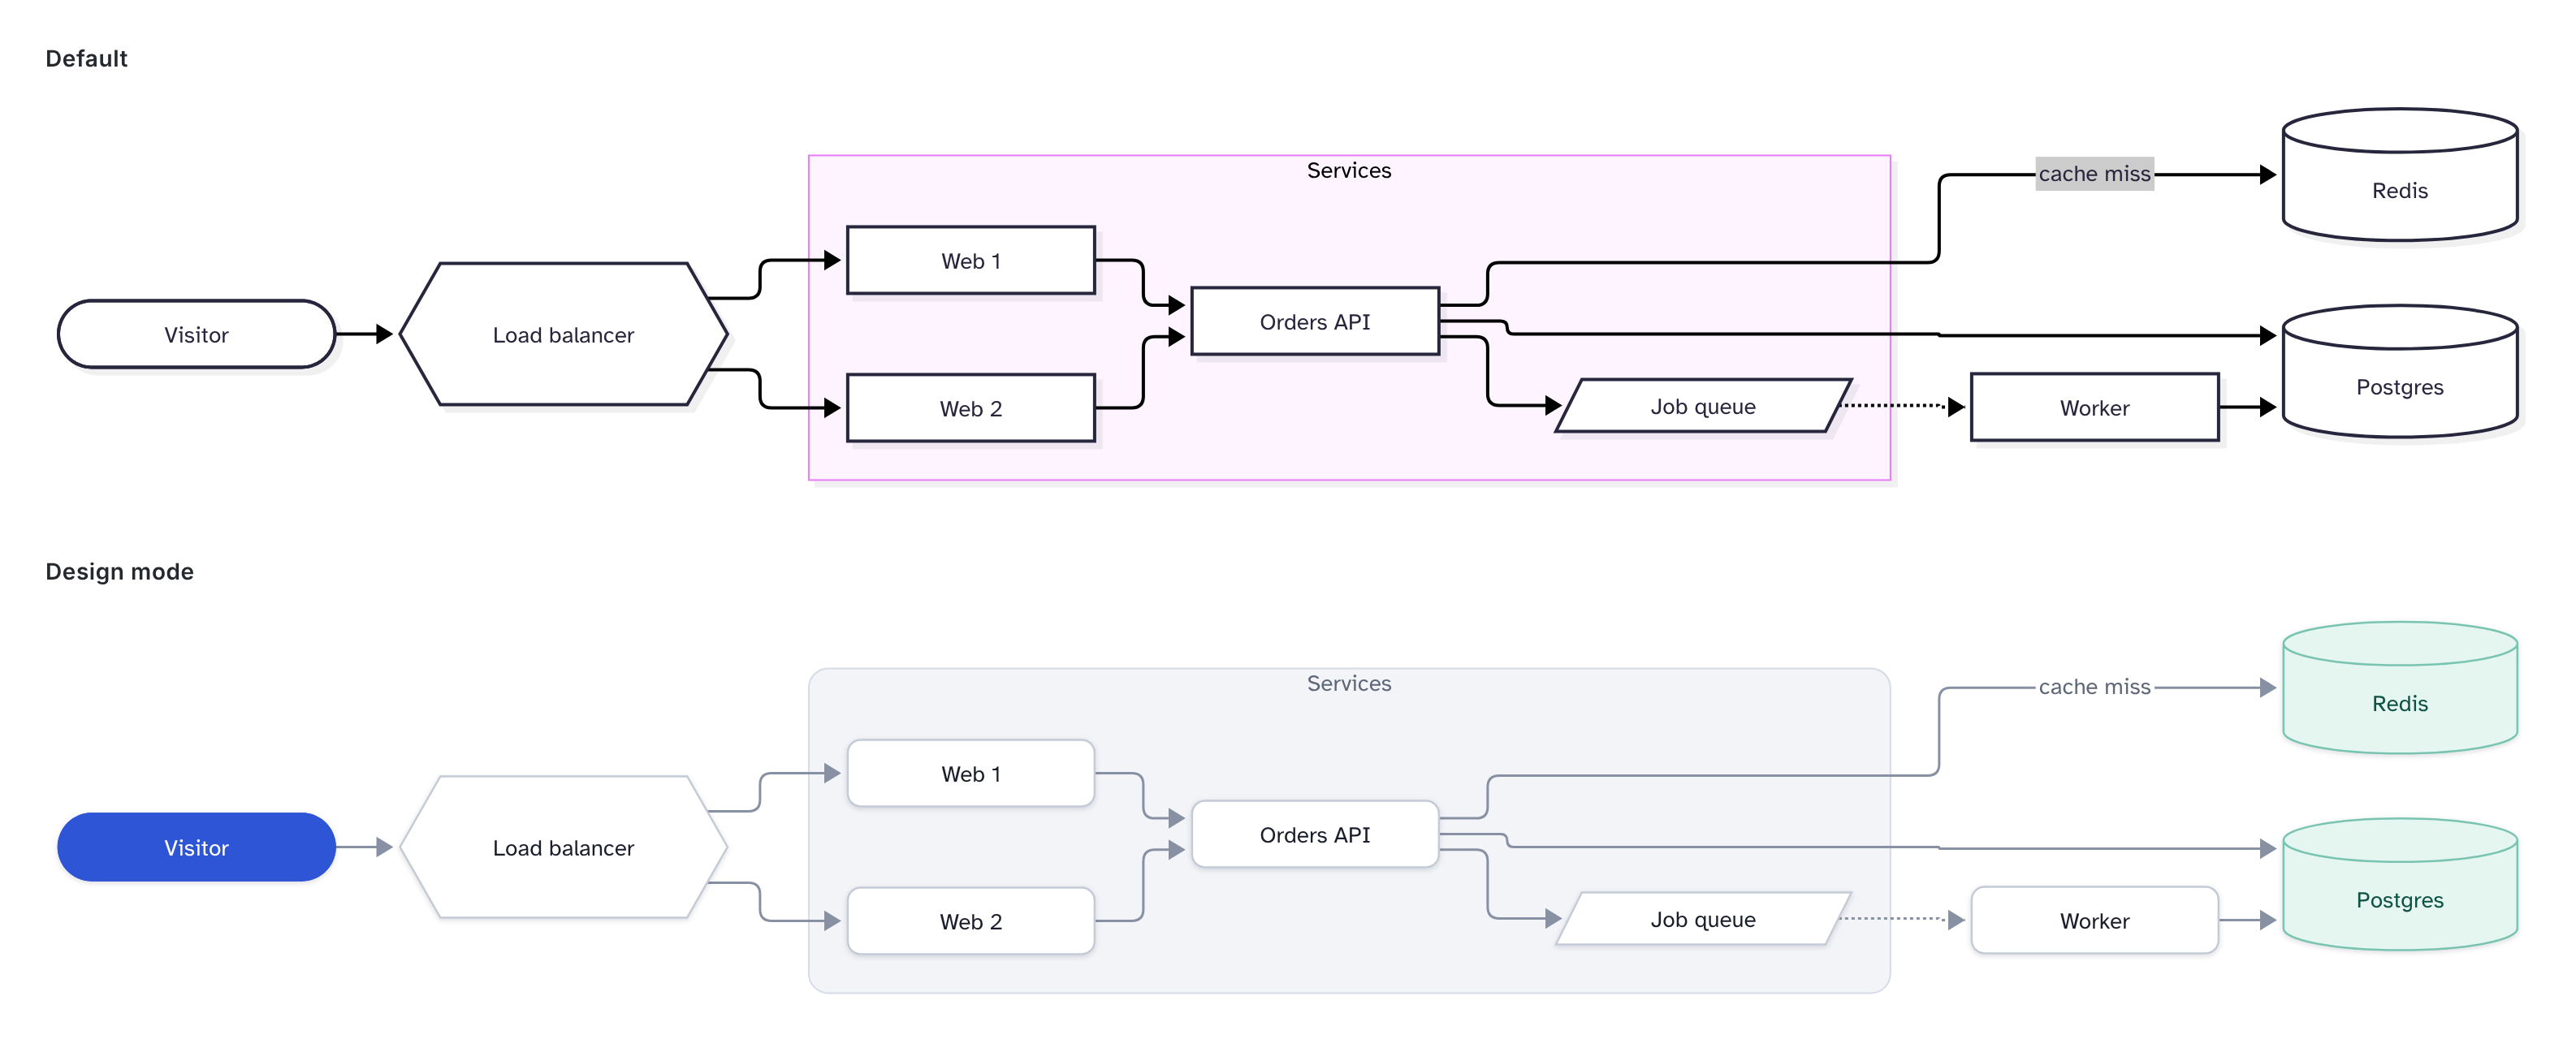 Default
Services
cache miss
Redis
Web 1
Visitor
Load balancer
Orders API
Postgres
Web 2
Job queue
Worker
Design mode
Services
cache miss
Redis
Web 1
Visitor
Load balancer
Orders API
Postgres
Web 2
Job queue
Worker